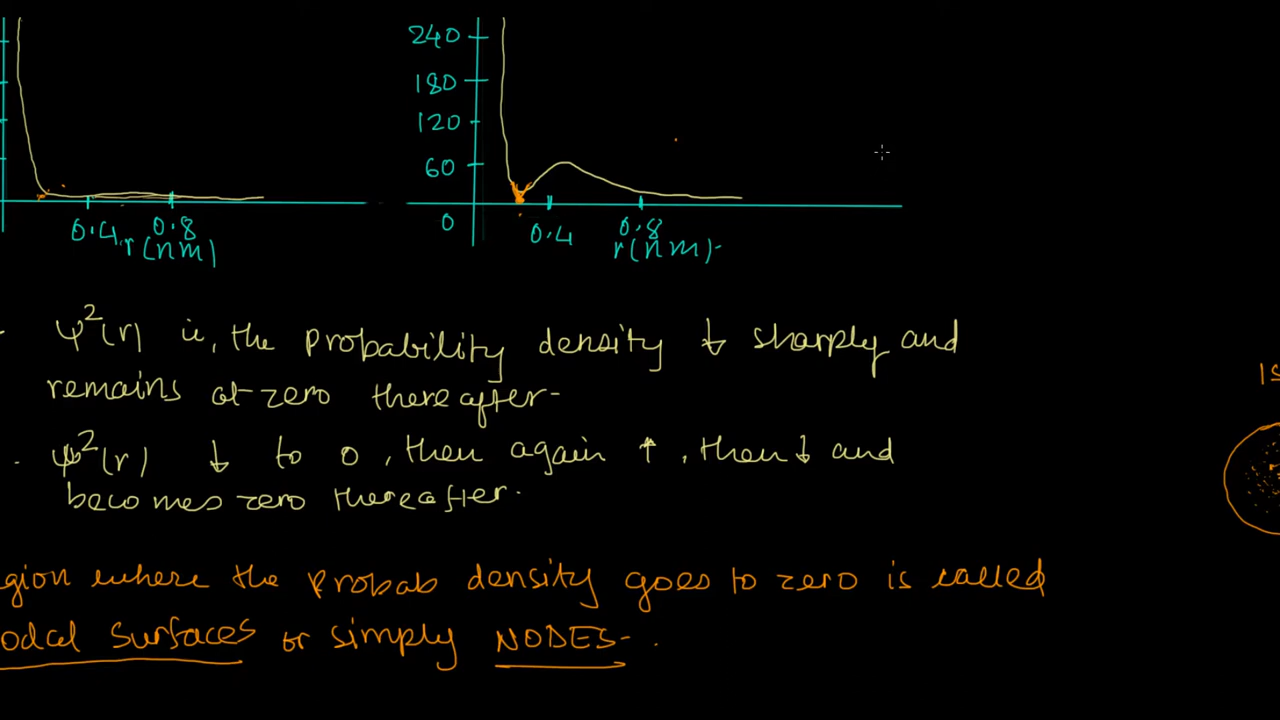 240
180
120
60
0
0.4 0.8
r(nm)
0.4 0.8
r(nm)
ψ²(r) ie, the probability density ↓ sharply and
remains at zero thereafter.
ψ²(r) ↓ to 0, then again ↑, then ↓ and
becomes zero thereafter.
gion where the probab density goes to zero is called
odal surfaces or simply NODES.
1s